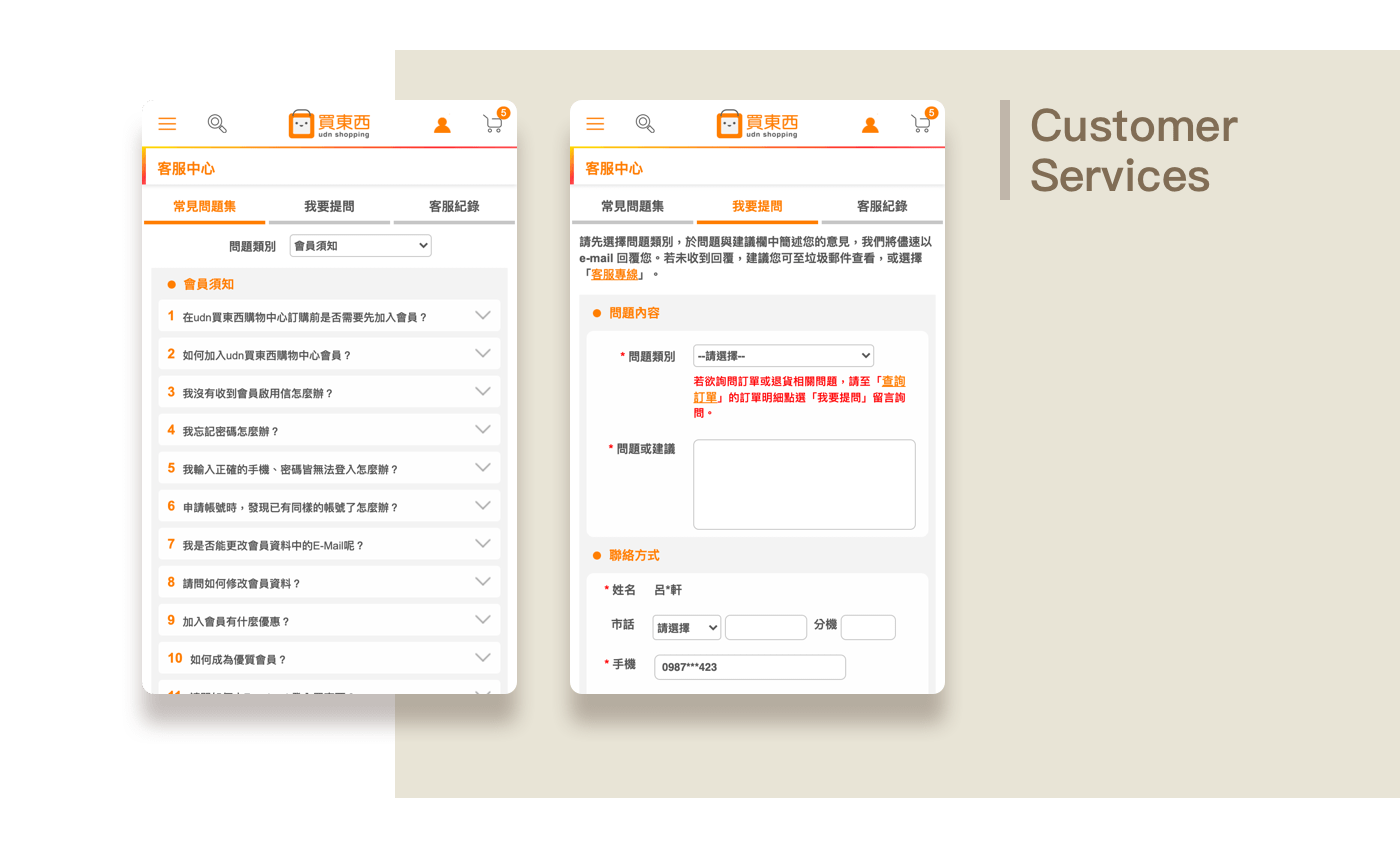 5
買東西
udn shopping
客服中心
常見問題集
我要提問
客服紀錄
問題類別
會員須知
會員須知
1 在udn買東西購物中心訂購前是否需要先加入會員？
2 如何加入udn買東西購物中心會員？
3 我沒有收到會員啟用信怎麼辦？
4 我忘記密碼怎麼辦？
5 我輸入正確的手機、密碼皆無法登入怎麼辦？
6 申請帳號時，發現已有同樣的帳號了怎麼辦？
7 我是否能更改會員資料中的E-Mail呢？
8 請問如何修改會員資料？
9 加入會員有什麼優惠？
10 如何成為優質會員？
11
5
買東西
udn shopping
客服中心
常見問題集
我要提問
客服紀錄
請先選擇問題類別，於問題與建議欄中簡述您的意見，我們將儘速以
e-mail 回覆您。若未收到回覆，建議您可至垃圾郵件查看，或選擇
「客服專線」。
問題內容
* 問題類別
--請選擇--
若欲詢問訂單或退貨相關問題，請至「查詢
訂單」的訂單明細點選「我要提問」留言詢
問。
* 問題或建議
聯絡方式
* 姓名 呂*軒
市話 請選擇 分機
* 手機 0987***423
Customer
Services